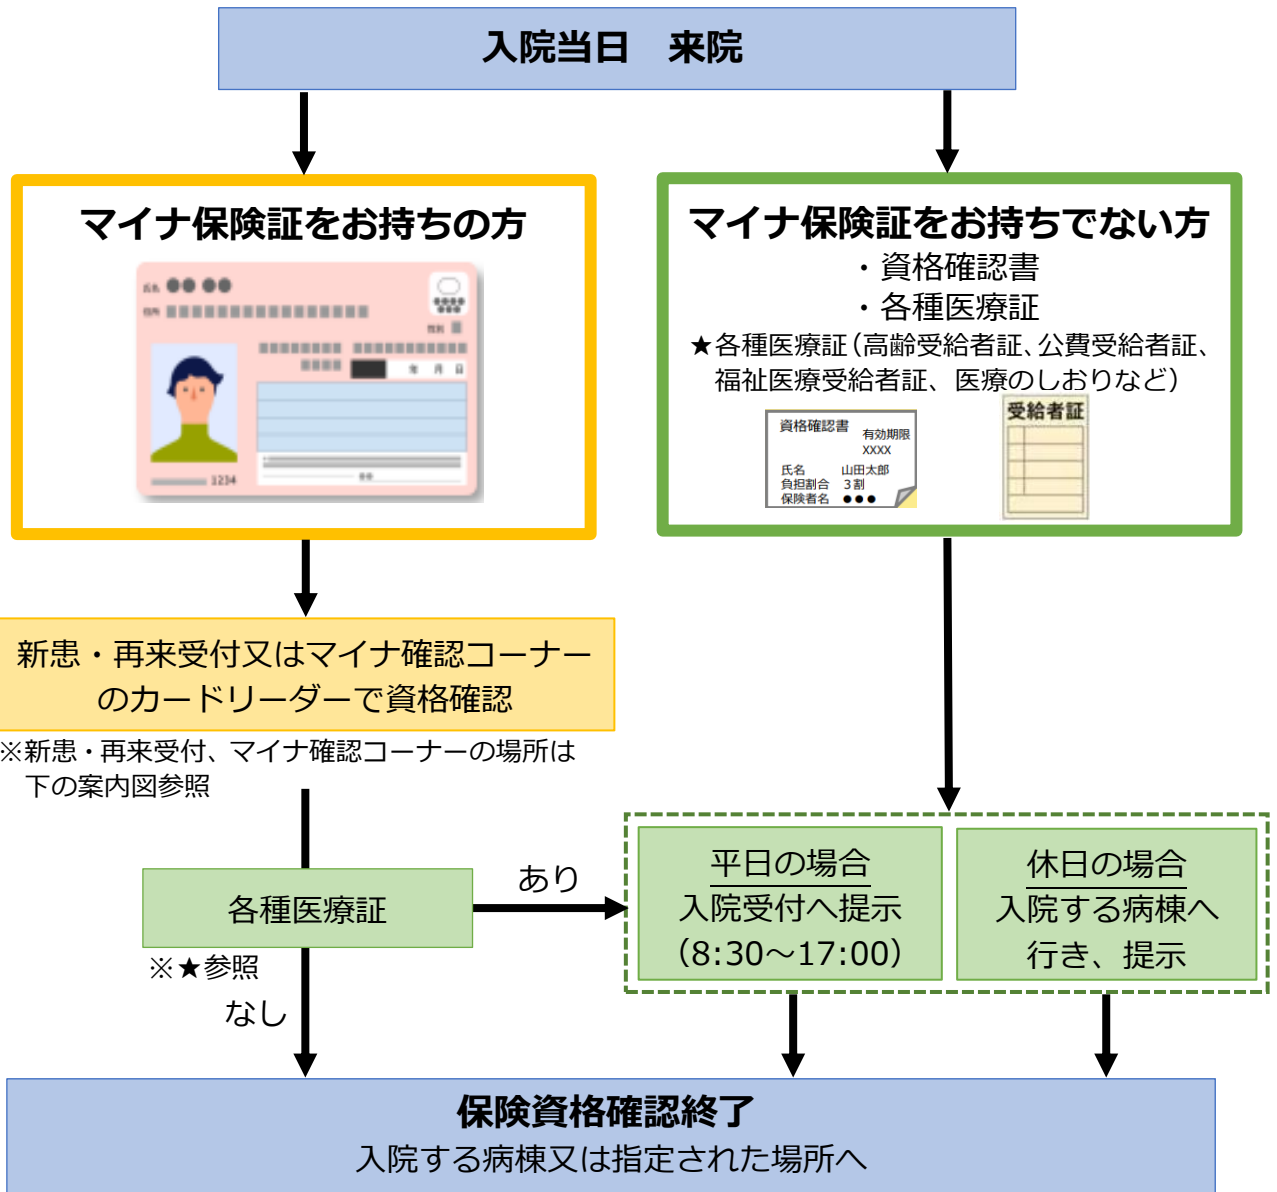 入院当日　来院
マイナ保険証をお持ちの方
氏名
住所
性別
年 月 日
1234
マイナ保険証をお持ちでない方
・資格確認書
・各種医療証
★各種医療証（高齢受給者証、公費受給者証、
福祉医療受給者証、医療のしおりなど）
資格確認書
有効期限
XXXX
氏名 山田太郎
負担割合 3割
保険者名 ●●●
受給者証
新患・再来受付又はマイナ確認コーナー
のカードリーダーで資格確認
※新患・再来受付、マイナ確認コーナーの場所は
下の案内図参照
各種医療証
あり
※★参照
なし
平日の場合
入院受付へ提示
（8:30～17:00）
休日の場合
入院する病棟へ
行き、提示
保険資格確認終了
入院する病棟又は指定された場所へ